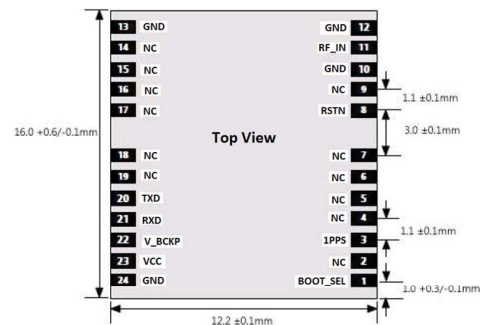 13 GND GND 12
14 NC RF_IN 11
15 NC GND 10
16 NC NC 9
1.1 ±0.1mm
17 NC RSTN 8
16.0 +0.6/-0.1mm
3.0 ±0.1mm
Top View
18 NC NC 7
19 NC NC 6
20 TXD NC 5
21 RXD NC 4
1.1 ±0.1mm
22 V_BCKP 1PPS 3
23 VCC NC 2
24 GND BOOT_SEL 1
1.0 +0.3/-0.1mm
12.2 ±0.1mm